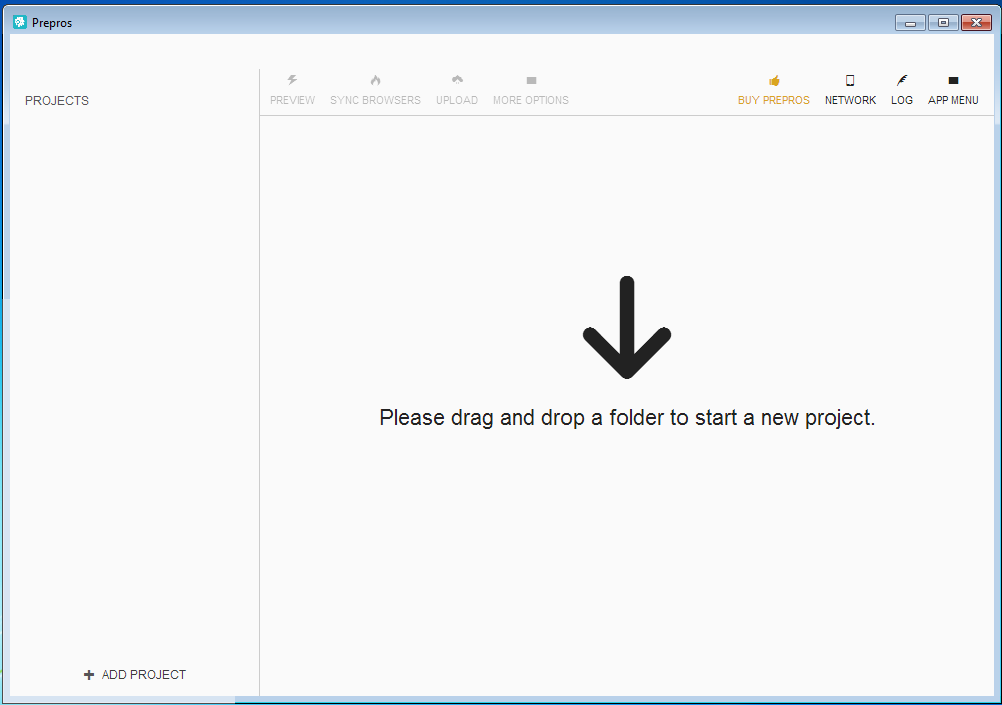 Prepros
PROJECTS
PREVIEW SYNC BROWSERS UPLOAD MORE OPTIONS BUY PREPROS NETWORK LOG APP MENU
Please drag and drop a folder to start a new project.
ADD PROJECT